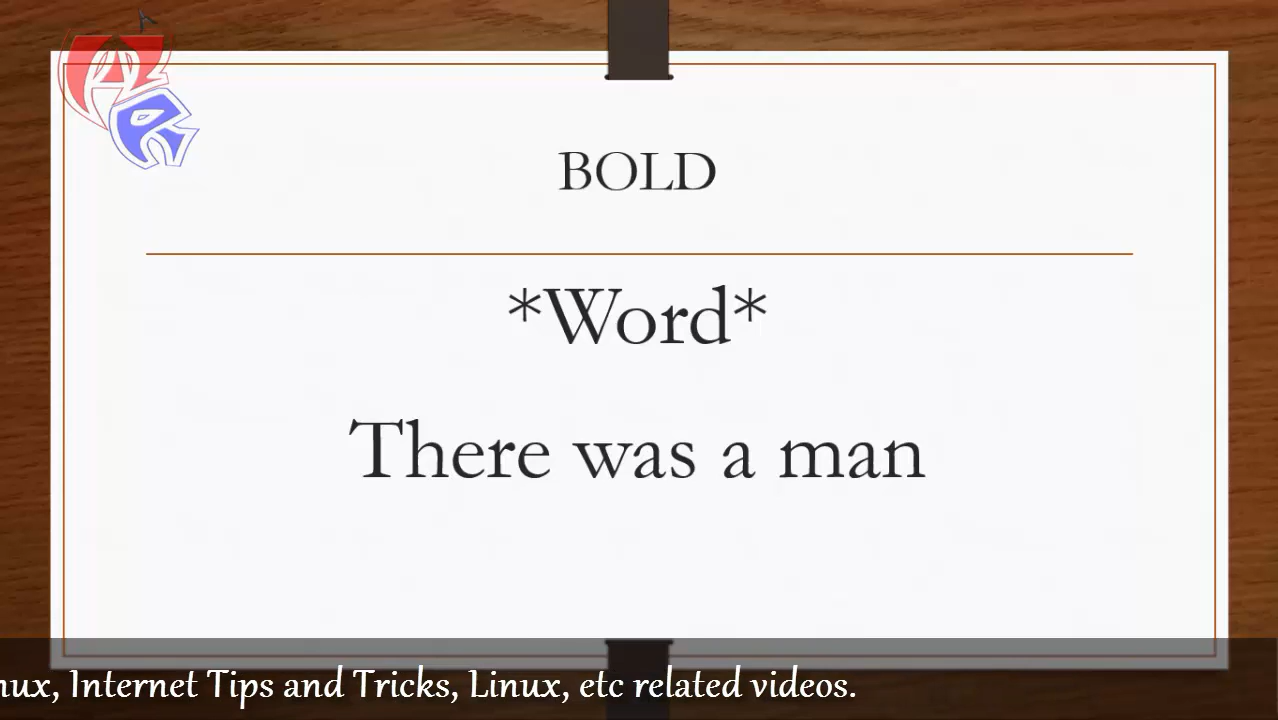 BOLD
*Word*
There was a man
nux, Internet Tips and Tricks, Linux, etc related videos.